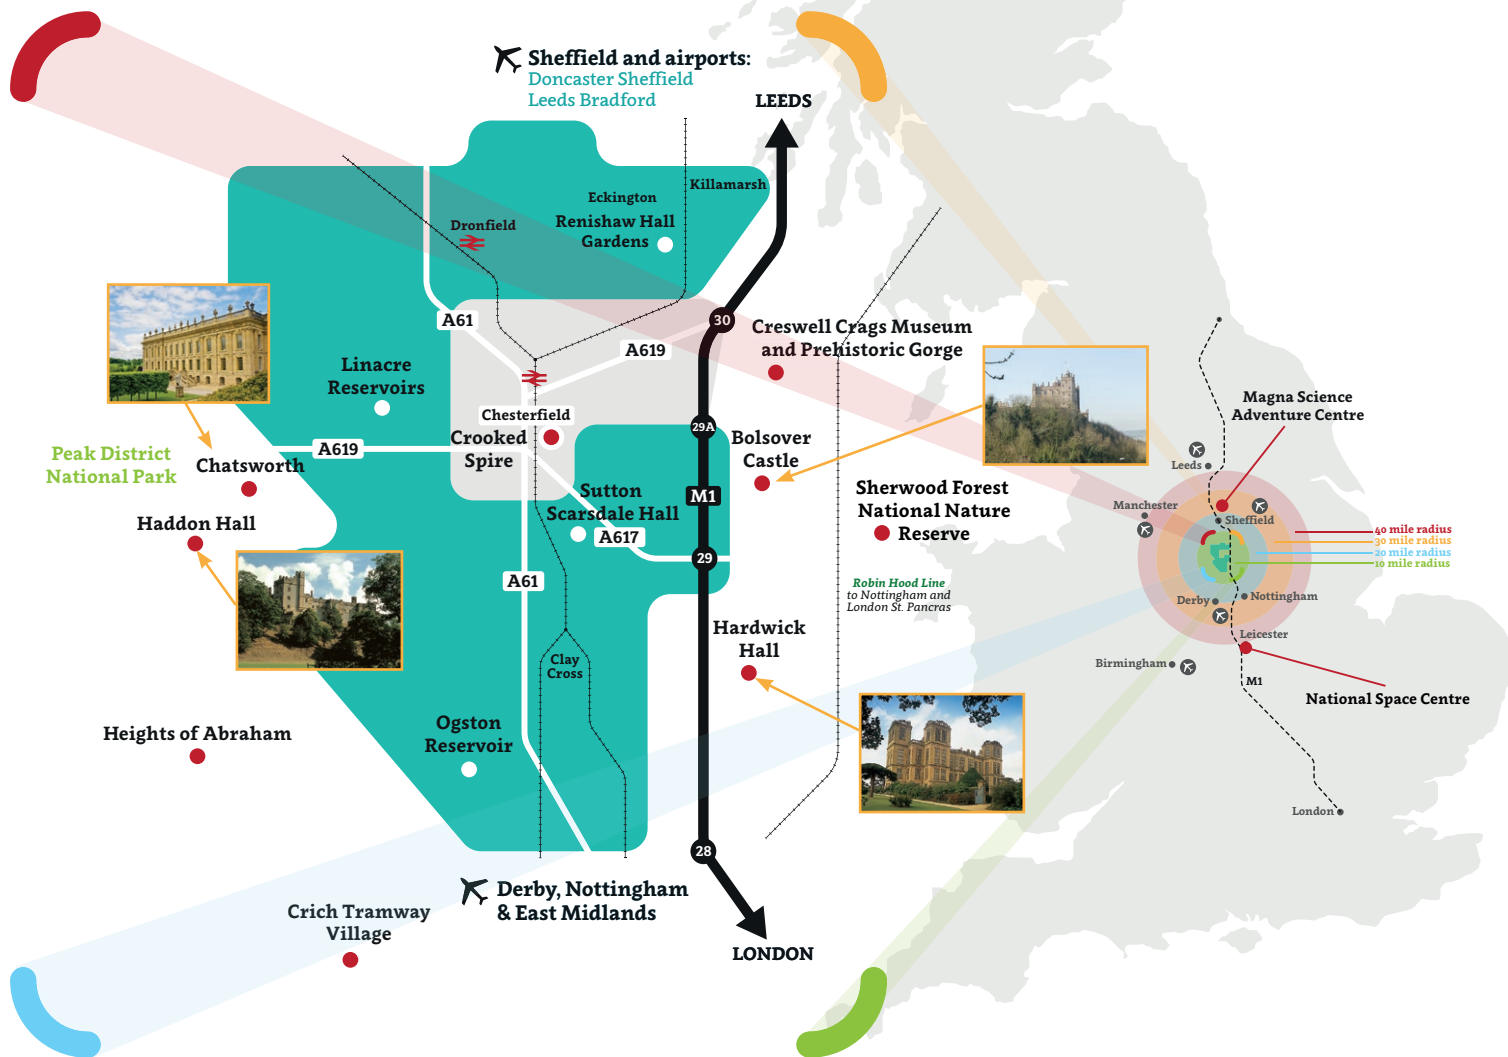 Sheffield and airports:
Doncaster Sheffield
Leeds Bradford
LEEDS
Killamarsh
Eckington
Renishaw Hall
Gardens
Dronfield
A61
30
A619
Creswell Crags Museum
and Prehistoric Gorge
Linacre
Reservoirs
Chesterfield
Crooked
Spire
29A
Bolsover
Castle
Peak District
National Park
Chatsworth
A619
Haddon Hall
Sutton
Scarsdale Hall
M1
A617
29
Sherwood Forest
National Nature
Reserve
A61
Robin Hood Line
to Nottingham and
London St. Pancras
Hardwick
Hall
Clay
Cross
Ogston
Reservoir
Heights of Abraham
28
Derby, Nottingham
& East Midlands
Crich Tramway
Village
LONDON
Magna Science
Adventure Centre
Leeds
Manchester
Sheffield
40 mile radius
30 mile radius
20 mile radius
10 mile radius
Derby
Nottingham
Leicester
Birmingham
M1
National Space Centre
London